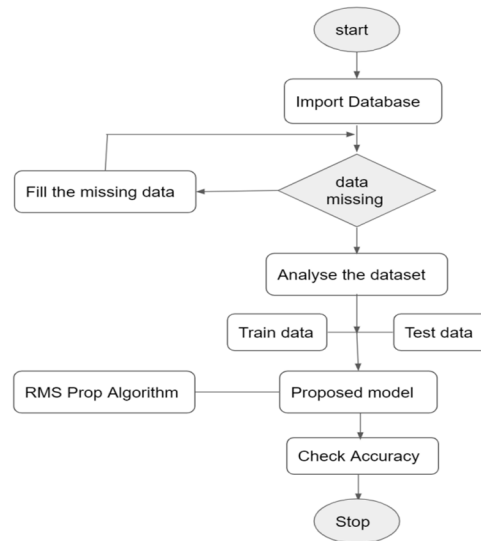 start
Import Database
data
missing
Fill the missing data
Analyse the dataset
Train data
Test data
RMS Prop Algorithm
Proposed model
Check Accuracy
Stop